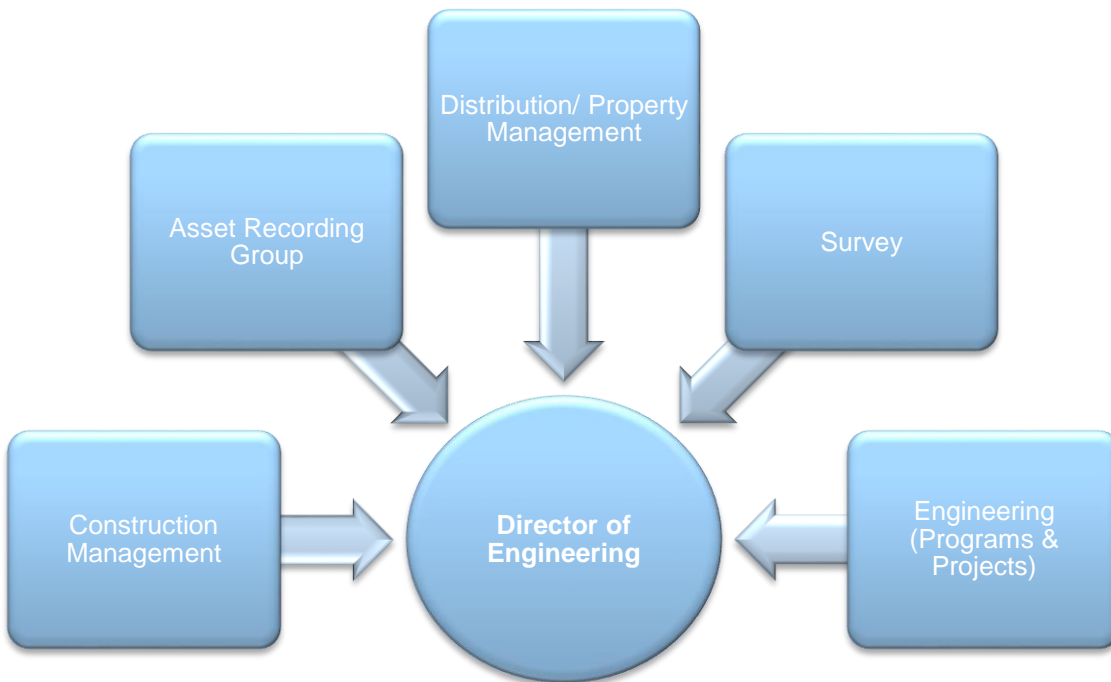 Distribution/ Property
Management
Asset Recording
Group
Survey
Construction
Management
Director of
Engineering
Engineering
(Programs &
Projects)